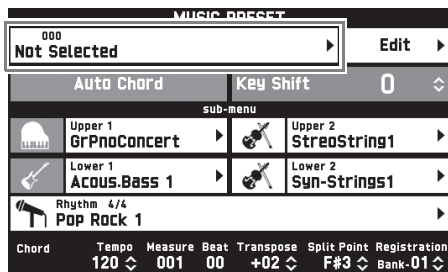 MUSIC PRESET
000
Not Selected
Edit
Auto Chord Key Shift 0
sub-menu
Upper 1
GrPnoConcert
Upper 2
StreoString1
Lower 1
Acous.Bass 1
Lower 2
Syn-Strings1
Rhythm 4/4
Pop Rock 1
Chord Tempo Measure Beat Transpose Split Point Registration
120 001 00 +02 F#3 Bank-01